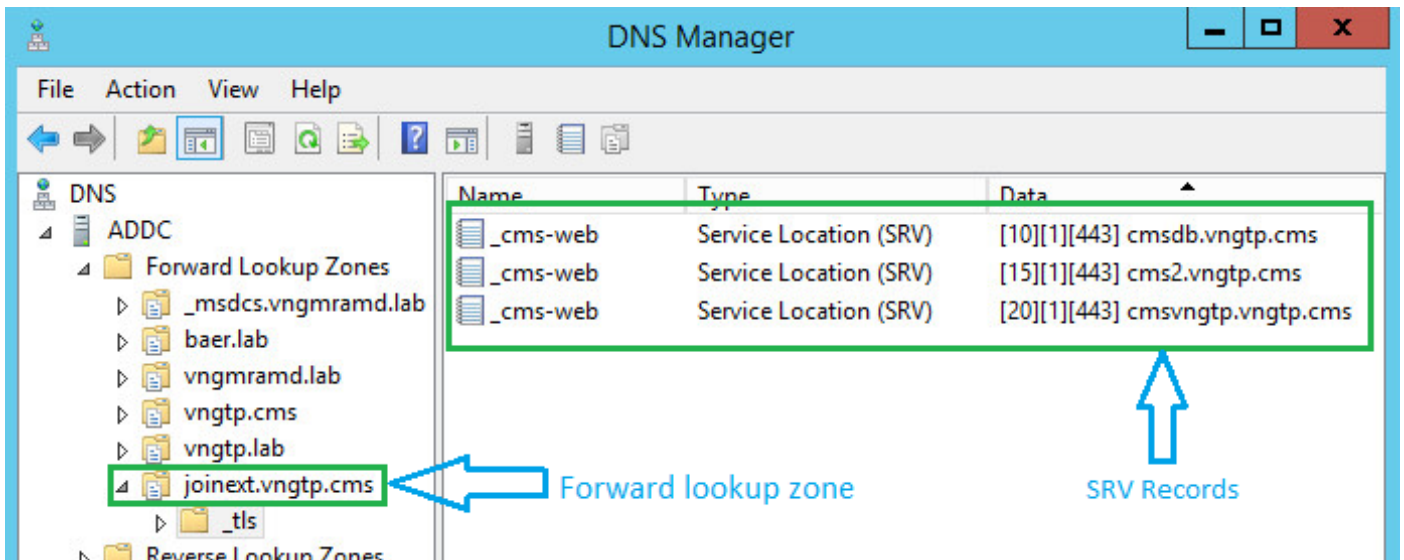 DNS Manager
File Action View Help
DNS
ADDC
Forward Lookup Zones
_msdcs.vngmramd.lab
baer.lab
vngmramd.lab
vngtp.cms
vngtp.lab
joinext.vngtp.cms
_tls
Reverse Lookup Zones
Name Type Data
_cms-web Service Location (SRV) [10][1][443] cmsdb.vngtp.cms
_cms-web Service Location (SRV) [15][1][443] cms2.vngtp.cms
_cms-web Service Location (SRV) [20][1][443] cmsvngtp.vngtp.cms
Forward lookup zone
SRV Records